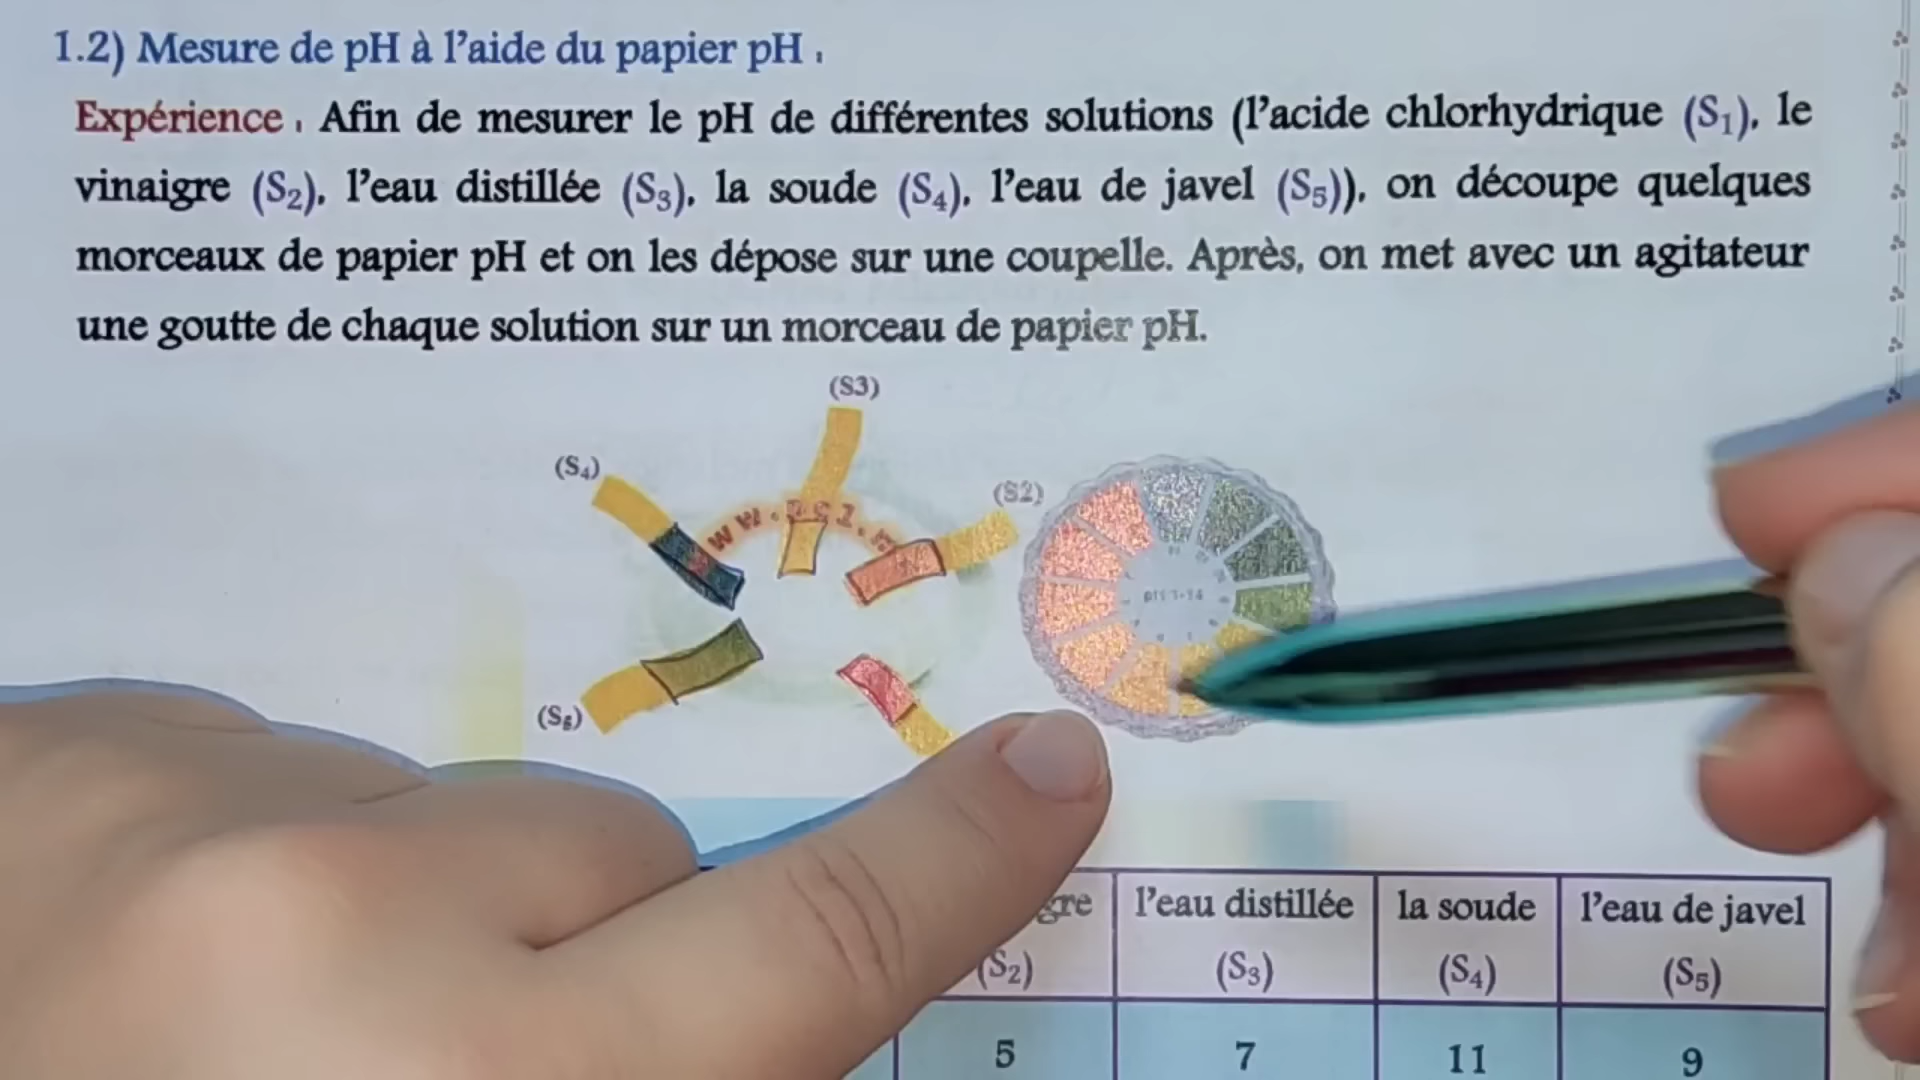 1.2) Mesure de pH à l'aide du papier pH :
Expérience : Afin de mesurer le pH de différentes solutions (l'acide chlorhydrique (S₁), le
vinaigre (S₂), l'eau distillée (S₃), la soude (S₄), l'eau de javel (S₅)), on découpe quelques
morceaux de papier pH et on les dépose sur une coupelle. Après, on met avec un agitateur
une goutte de chaque solution sur un morceau de papier pH.
(S3)
(S₄)
(S2)
pH 1-14
l'eau distillée
la soude
l'eau de javel
(S₂)
(S₃)
(S₄)
(S₅)
5
7
11
9